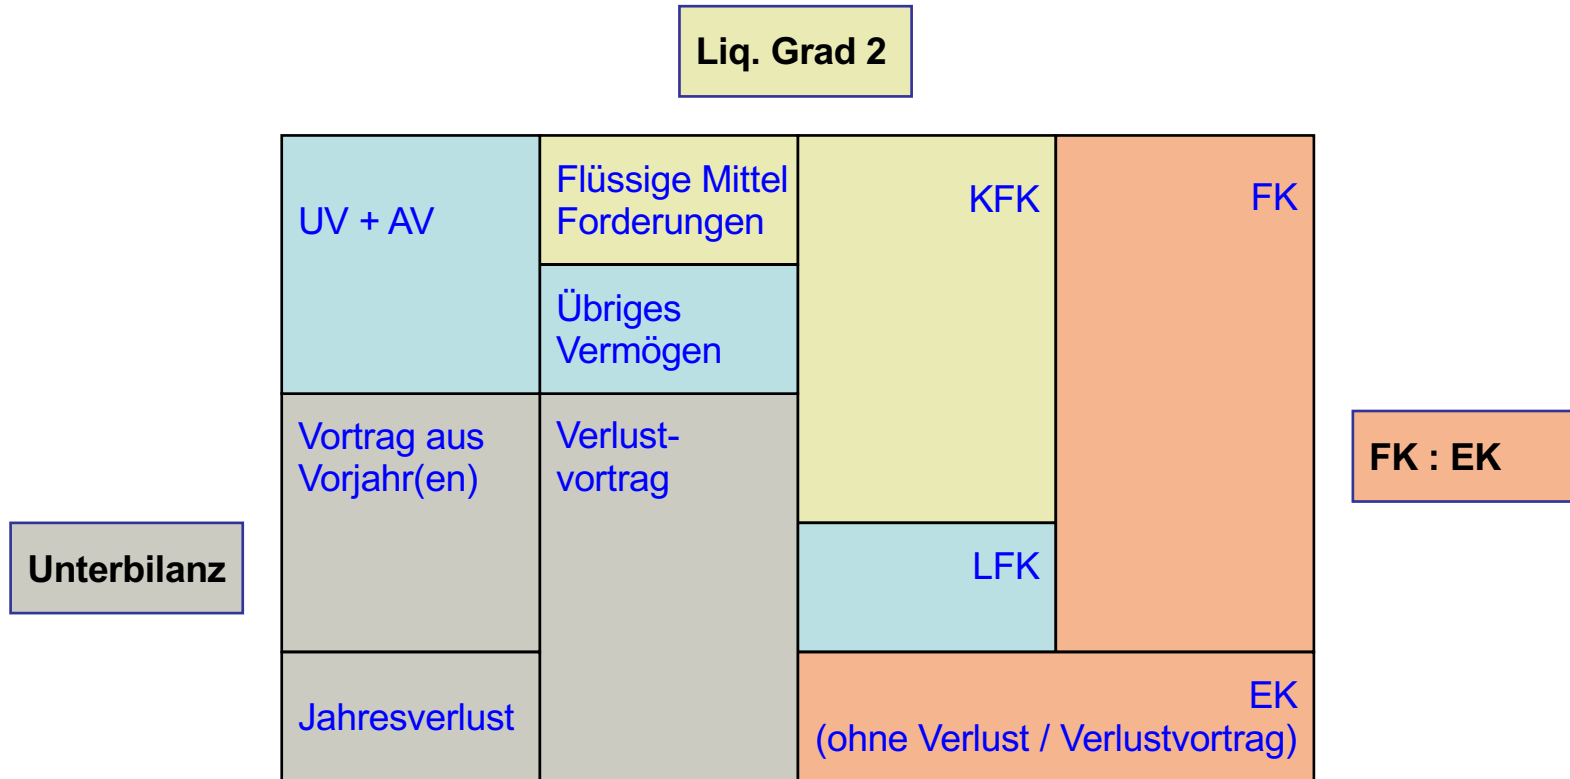 Liq. Grad 2
UV + AV
Flüssige Mittel
Forderungen
KFK
FK
Übriges
Vermögen
Vortrag aus
Vorjahr(en)
Verlust-
vortrag
FK : EK
Unterbilanz
LFK
Jahresverlust
EK
(ohne Verlust / Verlustvortrag)